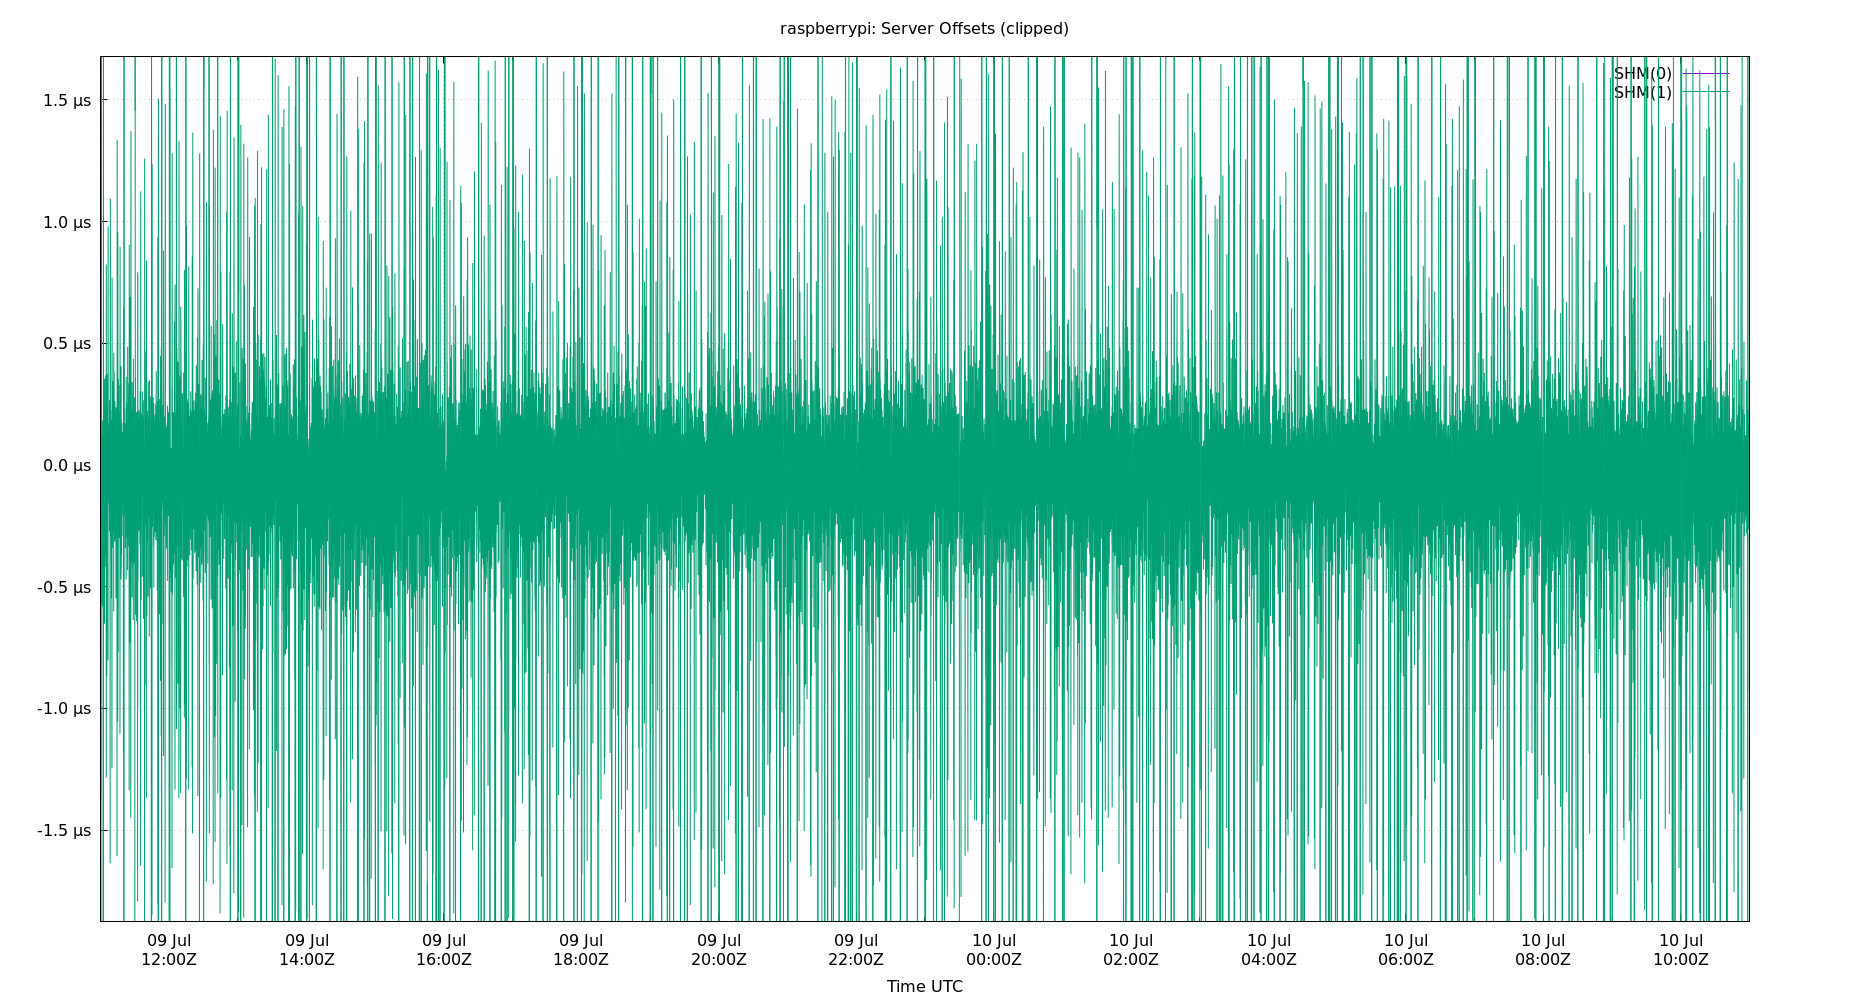 raspberrypi: Server Offsets (clipped)
SHM(0)
SHM(1)
1.5 µs
1.0 µs
0.5 µs
0.0 µs
-0.5 µs
-1.0 µs
-1.5 µs
09 Jul 09 Jul 09 Jul 09 Jul 09 Jul 09 Jul 10 Jul 10 Jul 10 Jul 10 Jul 10 Jul 10 Jul
12:00Z 14:00Z 16:00Z 18:00Z 20:00Z 22:00Z 00:00Z 02:00Z 04:00Z 06:00Z 08:00Z 10:00Z
Time UTC